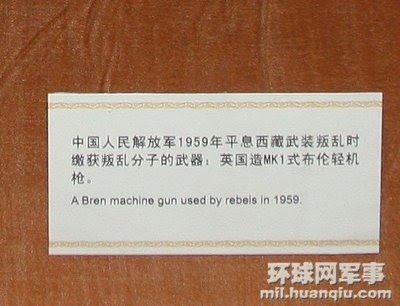 中国人民解放军1959年平息西藏武装叛乱时
缴获叛乱分子的武器：英国造MK1式布伦轻机
枪。
A Bren machine gun used by rebels in 1959.
环球网军事
mil.huanqiu.com